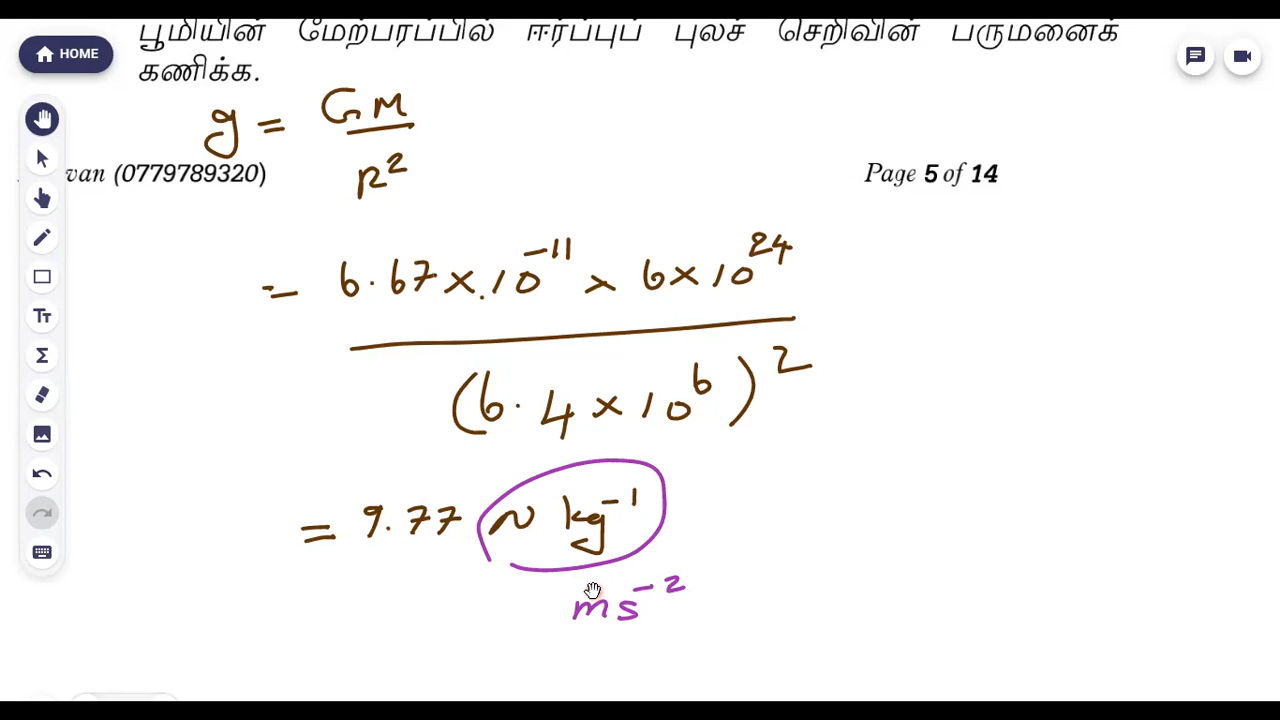 பூமியின் மேற்பரப்பில் ஈர்ப்புப் புலச் செறிவின் பருமனைக்
HOME
கணிக்க.
g = GM / R²
van (0779789320)
Page 5 of 14
= 6.67 × 10⁻¹¹ × 6 × 10²⁴
(6.4 × 10⁶)²
= 9.77 N kg⁻¹
ms⁻²
Tт
Σ